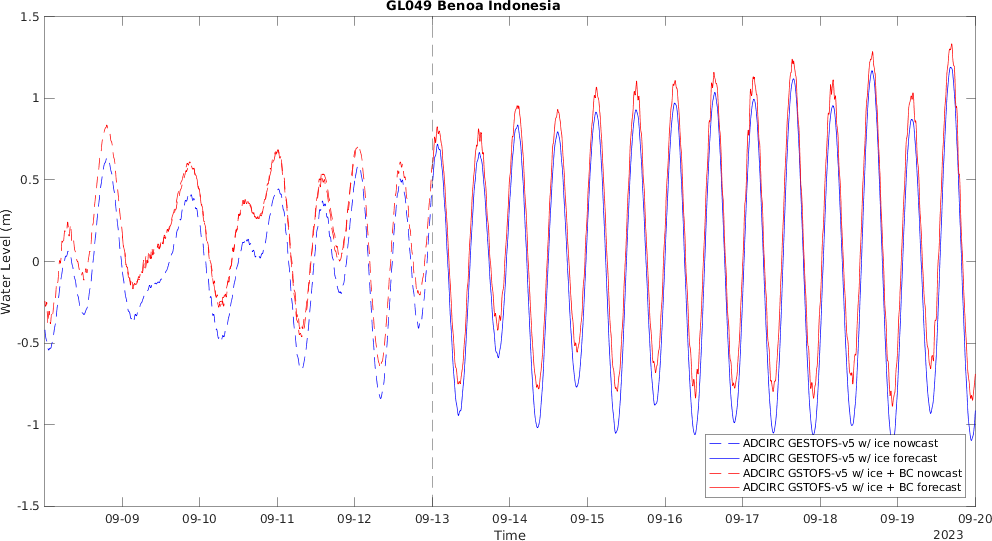 GL049 Benoa Indonesia
1.5
1
0.5
0
-0.5
-1
-1.5
Water Level (m)
ADCIRC GESTOFS-v5 w/ ice nowcast
ADCIRC GESTOFS-v5 w/ ice forecast
ADCIRC GSTOFS-v5 w/ ice + BC nowcast
ADCIRC GSTOFS-v5 w/ ice + BC forecast
09-09 09-10 09-11 09-12 09-13 09-14 09-15 09-16 09-17 09-18 09-19 09-20
Time
2023